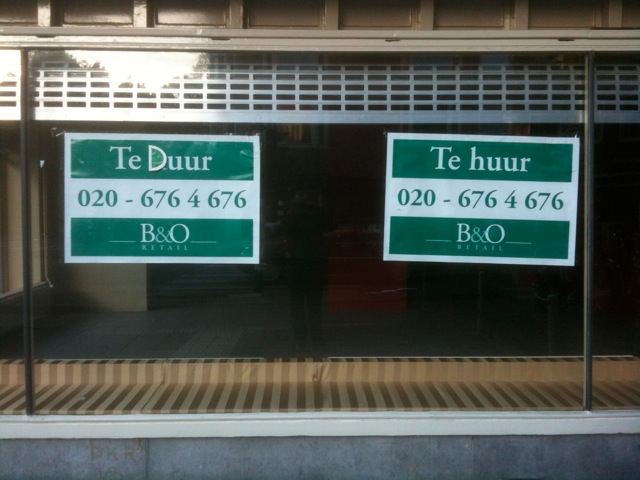 Te Duur
020 - 676 4 676
B&O
RETAIL
Te huur
020 - 676 4 676
B&O
RETAIL